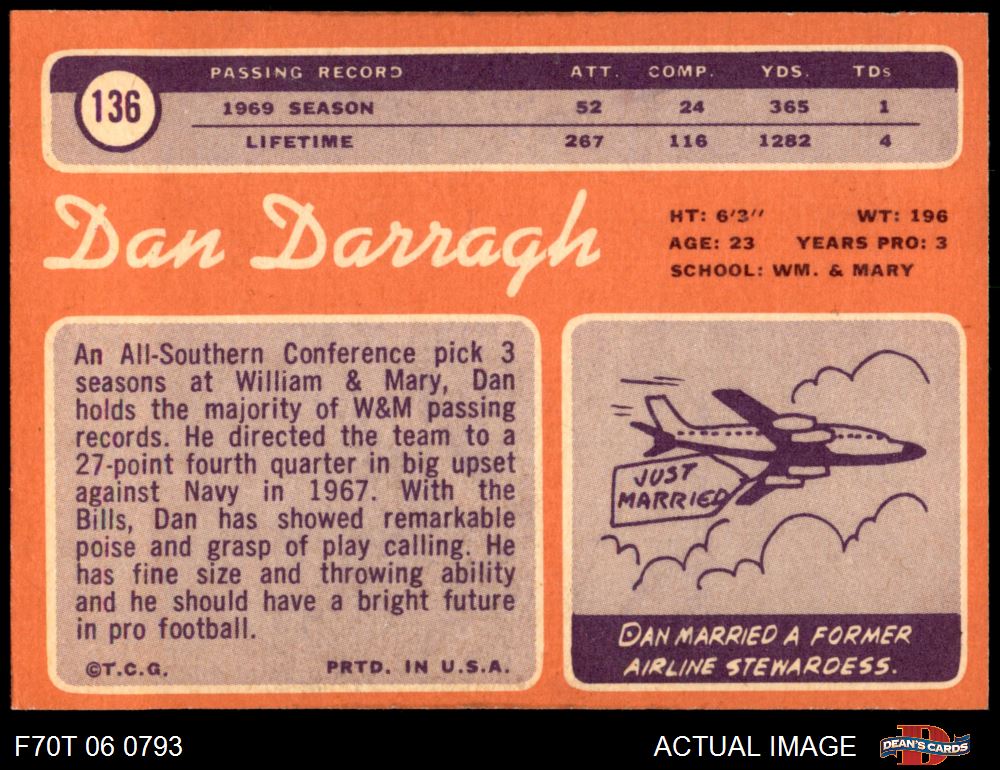 136
PASSING RECORD ATT. COMP. YDS. TDs
1969 SEASON 52 24 365 1
LIFETIME 267 116 1282 4
Dan Darragh
HT: 6'3" WT: 196
AGE: 23 YEARS PRO: 3
SCHOOL: WM. & MARY
An All-Southern Conference pick 3
seasons at William & Mary, Dan
holds the majority of W&M passing
records. He directed the team to a
27-point fourth quarter in big upset
against Navy in 1967. With the
Bills, Dan has showed remarkable
poise and grasp of play calling. He
has fine size and throwing ability
and he should have a bright future
in pro football.
©T.C.G. PRTD. IN U.S.A.
JUST
MARRIED
DAN MARRIED A FORMER
AIRLINE STEWARDESS.
F70T 06 0793
ACTUAL IMAGE
D
DEAN'S CARDS